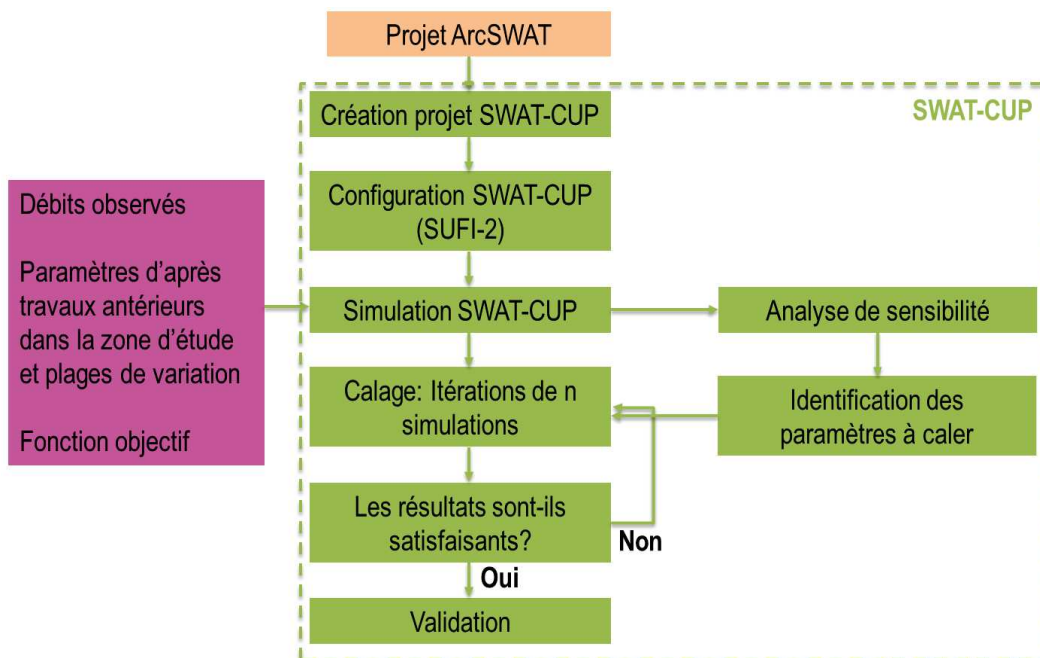 Projet ArcSWAT
SWAT-CUP
Création projet SWAT-CUP
Configuration SWAT-CUP
(SUFI-2)
Débits observés
Paramètres d'après
travaux antérieurs
dans la zone d'étude
et plages de variation
Fonction objectif
Simulation SWAT-CUP
Analyse de sensibilité
Calage: Itérations de n
simulations
Identification des
paramètres à caler
Les résultats sont-ils
satisfaisants?
Non
Oui
Validation